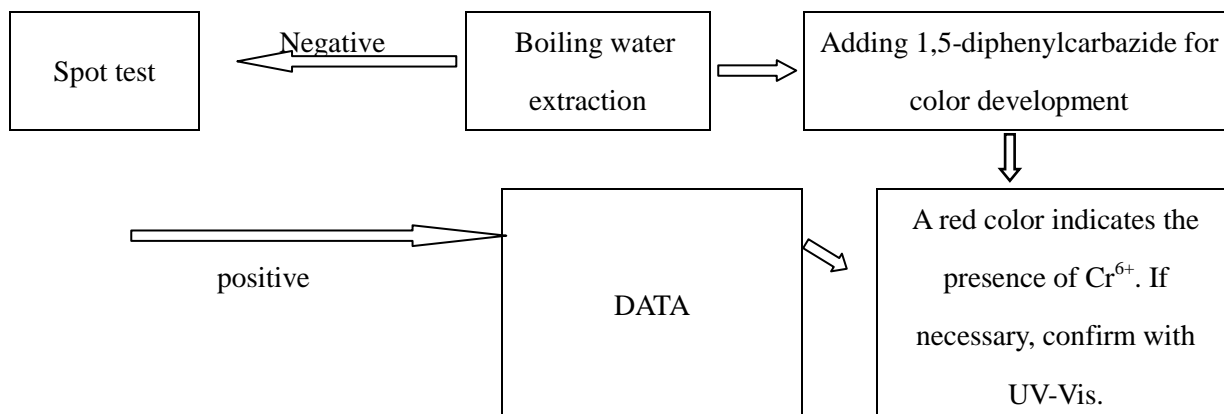 Spot test
Negative
Boiling water
extraction
Adding 1,5-diphenylcarbazide for
color development
positive
DATA
A red color indicates the
presence of Cr⁶⁺. If
necessary, confirm with
UV-Vis.